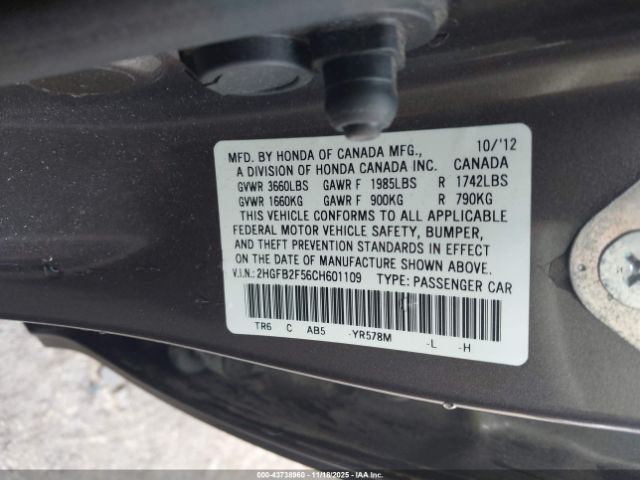 MFD. BY HONDA OF CANADA MFG., 10/'12
A DIVISION OF HONDA CANADA INC. CANADA
GVWR 3660LBS GAWR F 1985LBS R 1742LBS
GVWR 1660KG GAWR F 900KG R 790KG
THIS VEHICLE CONFORMS TO ALL APPLICABLE
FEDERAL MOTOR VEHICLE SAFETY, BUMPER,
AND THEFT PREVENTION STANDARDS IN EFFECT
ON THE DATE OF MANUFACTURE SHOWN ABOVE.
V.I.N.: 2HGFB2F56CH601109 TYPE: PASSENGER CAR
TR6 C AB5 -YR578M -L -H
000-43738960 - 11/18/2025 - IAAI.com